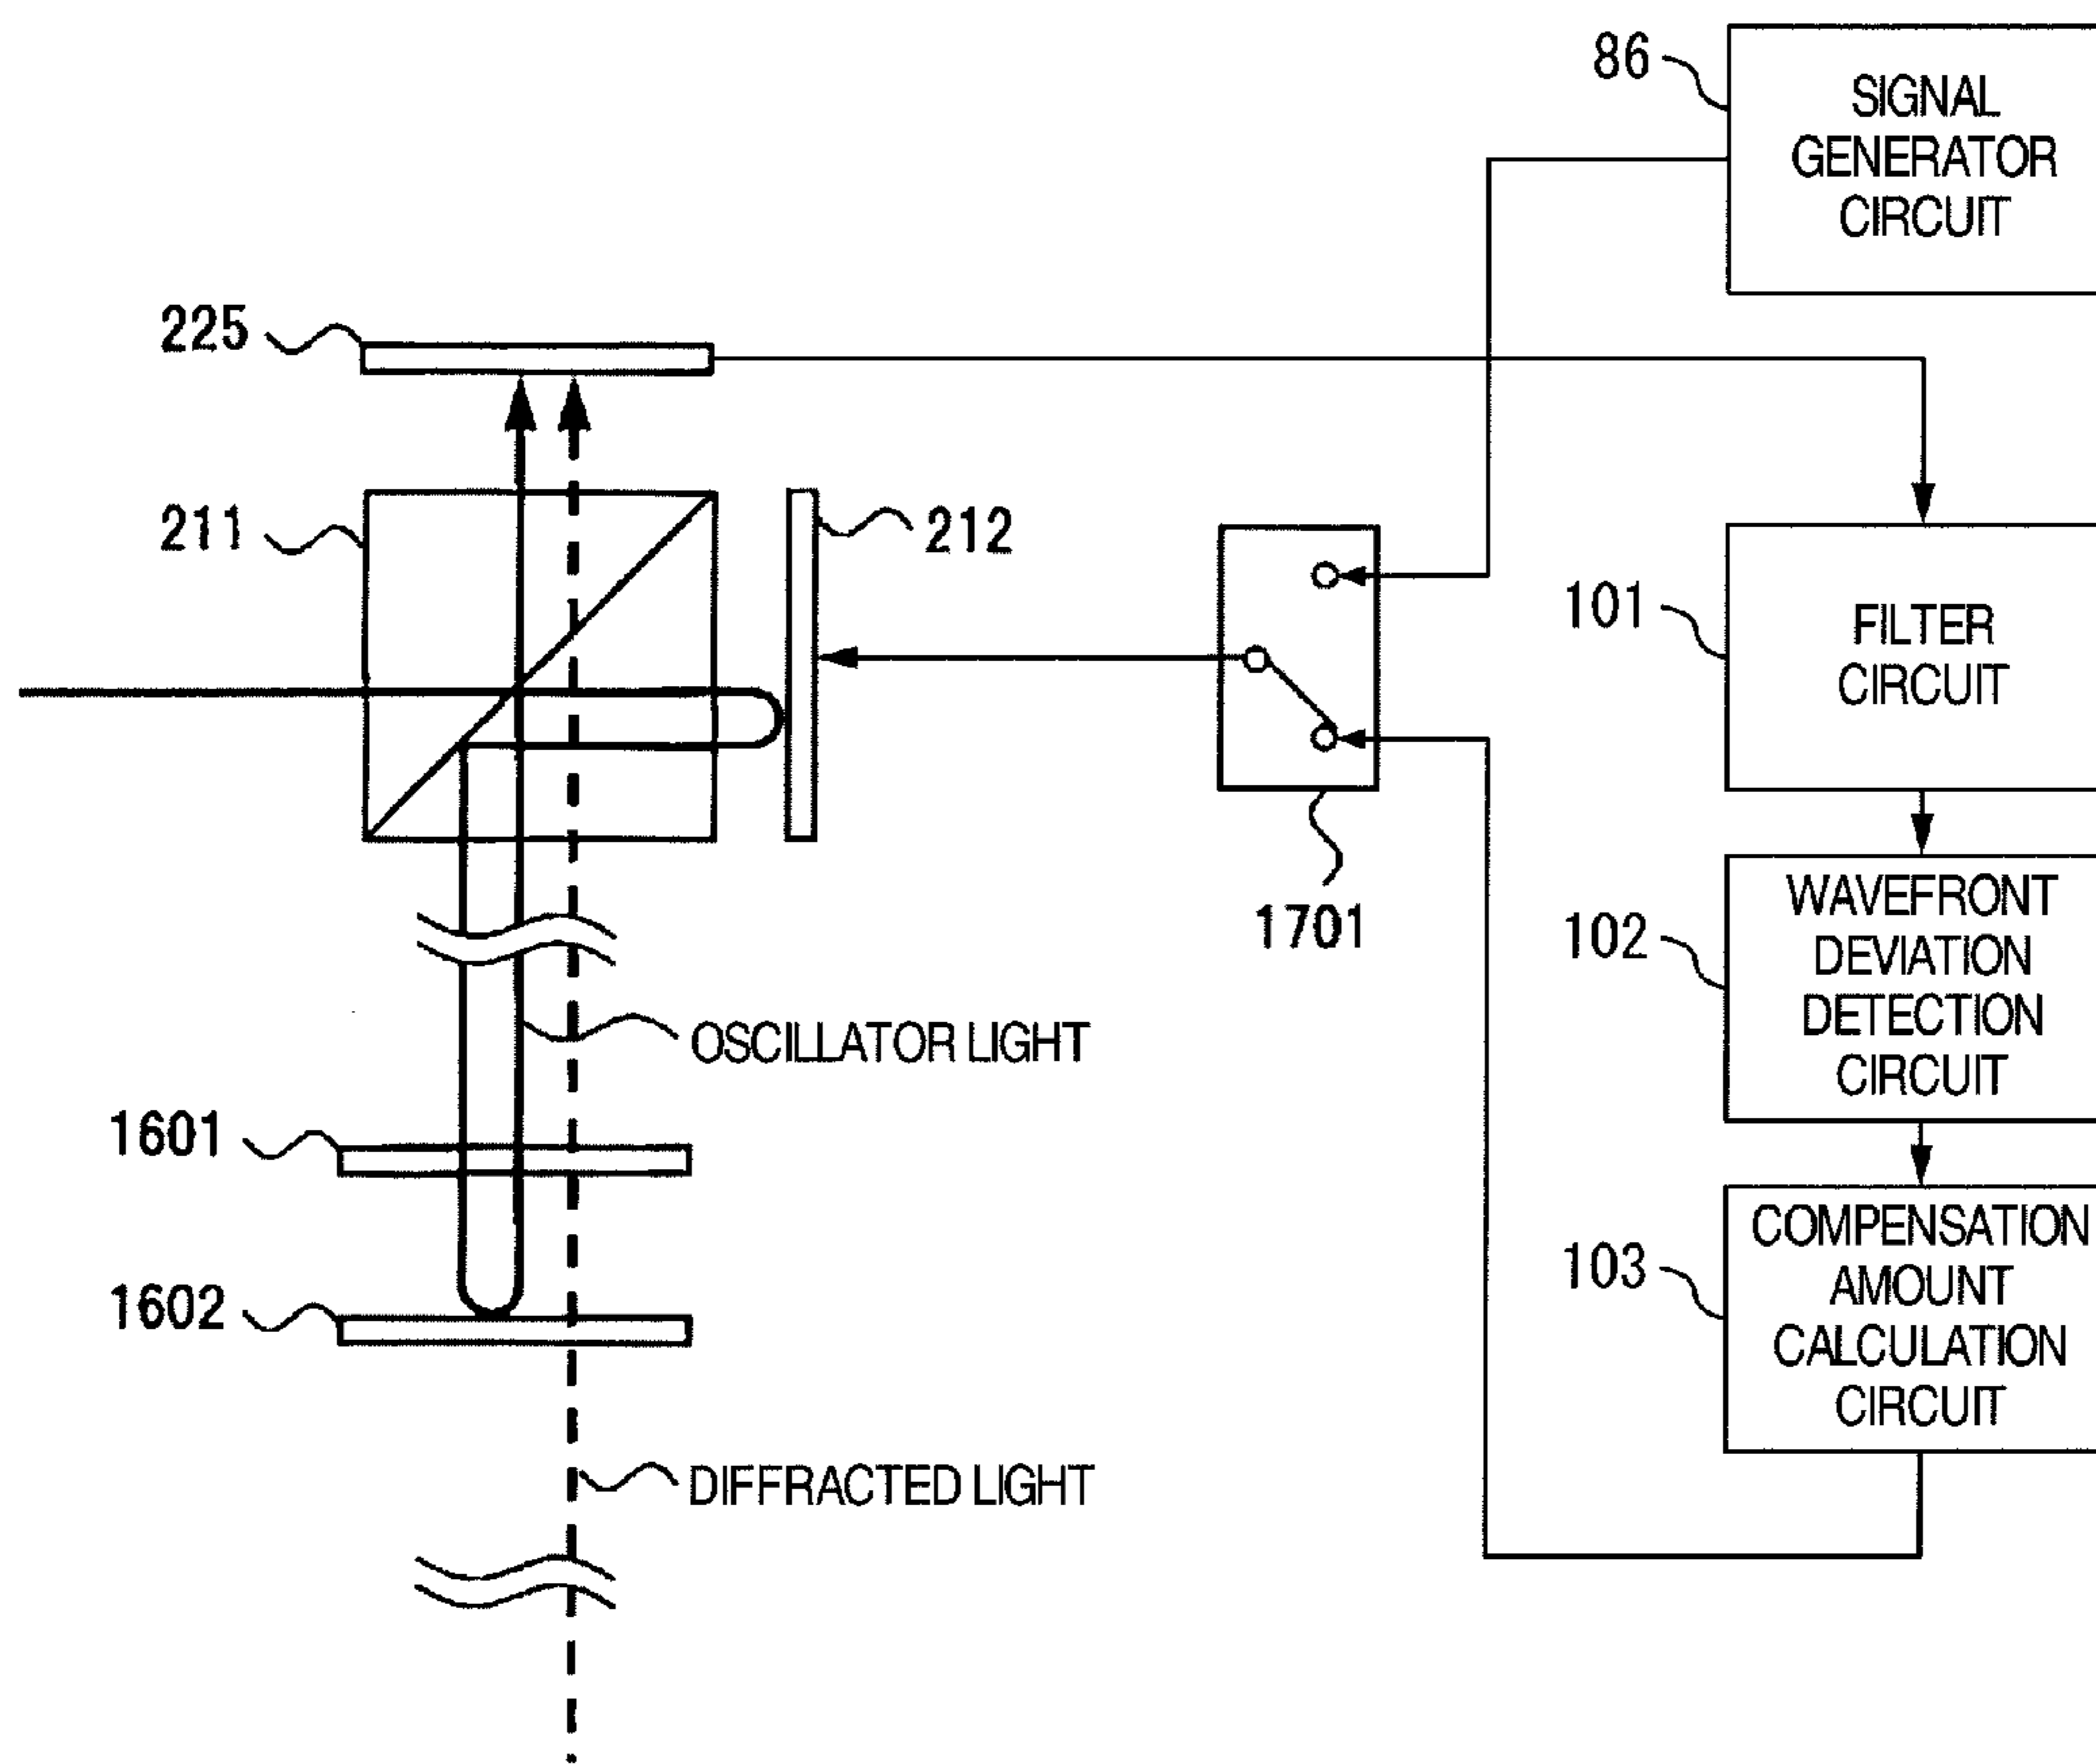 86
SIGNAL
GENERATOR
CIRCUIT
225
211
212
101
FILTER
CIRCUIT
1701
102
WAVEFRONT
DEVIATION
DETECTION
CIRCUIT
OSCILLATOR LIGHT
1601
1602
103
COMPENSATION
AMOUNT
CALCULATION
CIRCUIT
DIFFRACTED LIGHT